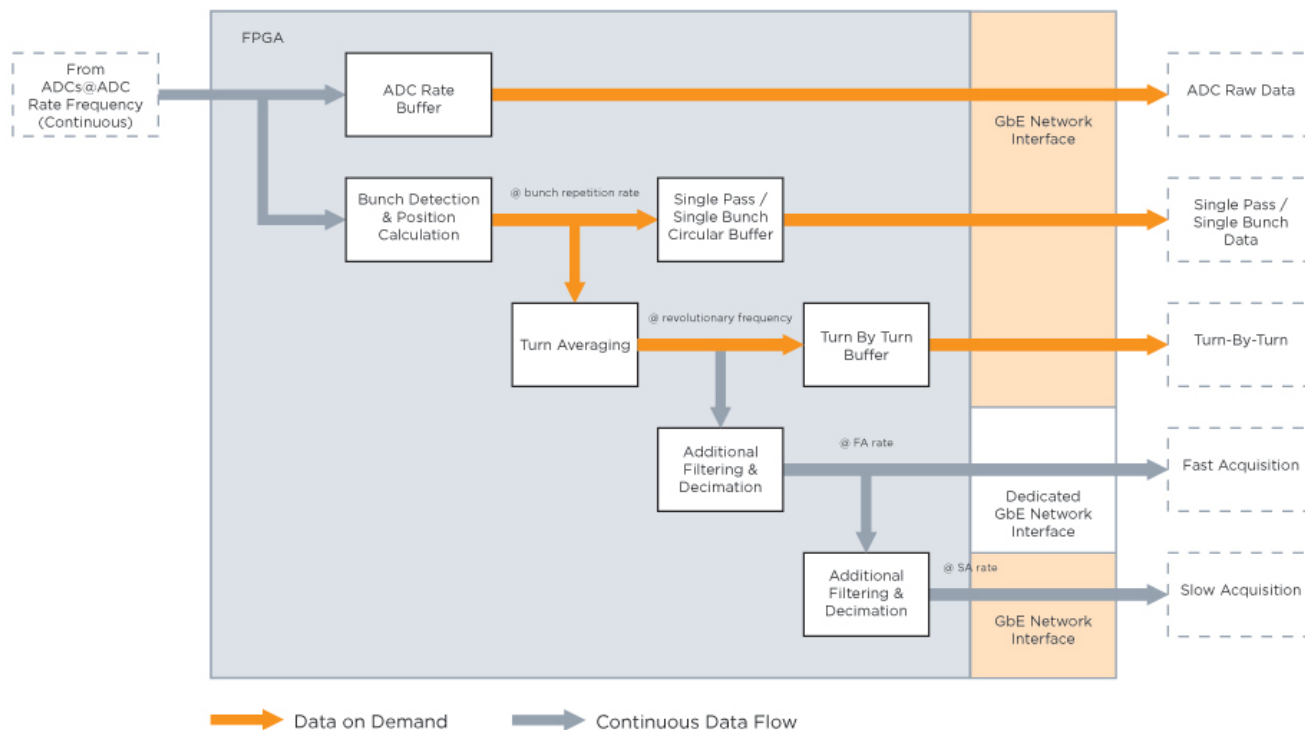 FPGA
From
ADCs@ADC
Rate Frequency
(Continuous)
ADC Rate
Buffer
GbE Network
Interface
ADC Raw Data
Bunch Detection
& Position
Calculation
@ bunch repetition rate
Single Pass /
Single Bunch
Circular Buffer
Single Pass /
Single Bunch
Data
Turn Averaging
@ revolutionary frequency
Turn By Turn
Buffer
Turn-By-Turn
Additional
Filtering &
Decimation
@ FA rate
Dedicated
GbE Network
Interface
Fast Acquisition
Additional
Filtering &
Decimation
@ SA rate
GbE Network
Interface
Slow Acquisition
Data on Demand
Continuous Data Flow